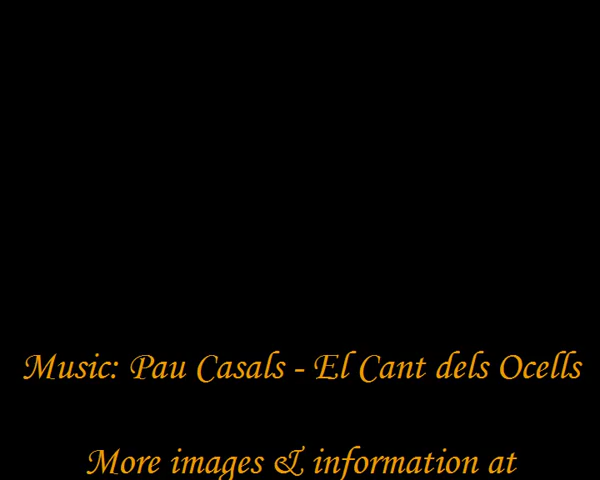 Music: Pau Casals - El Cant dels Ocells
More images & information at